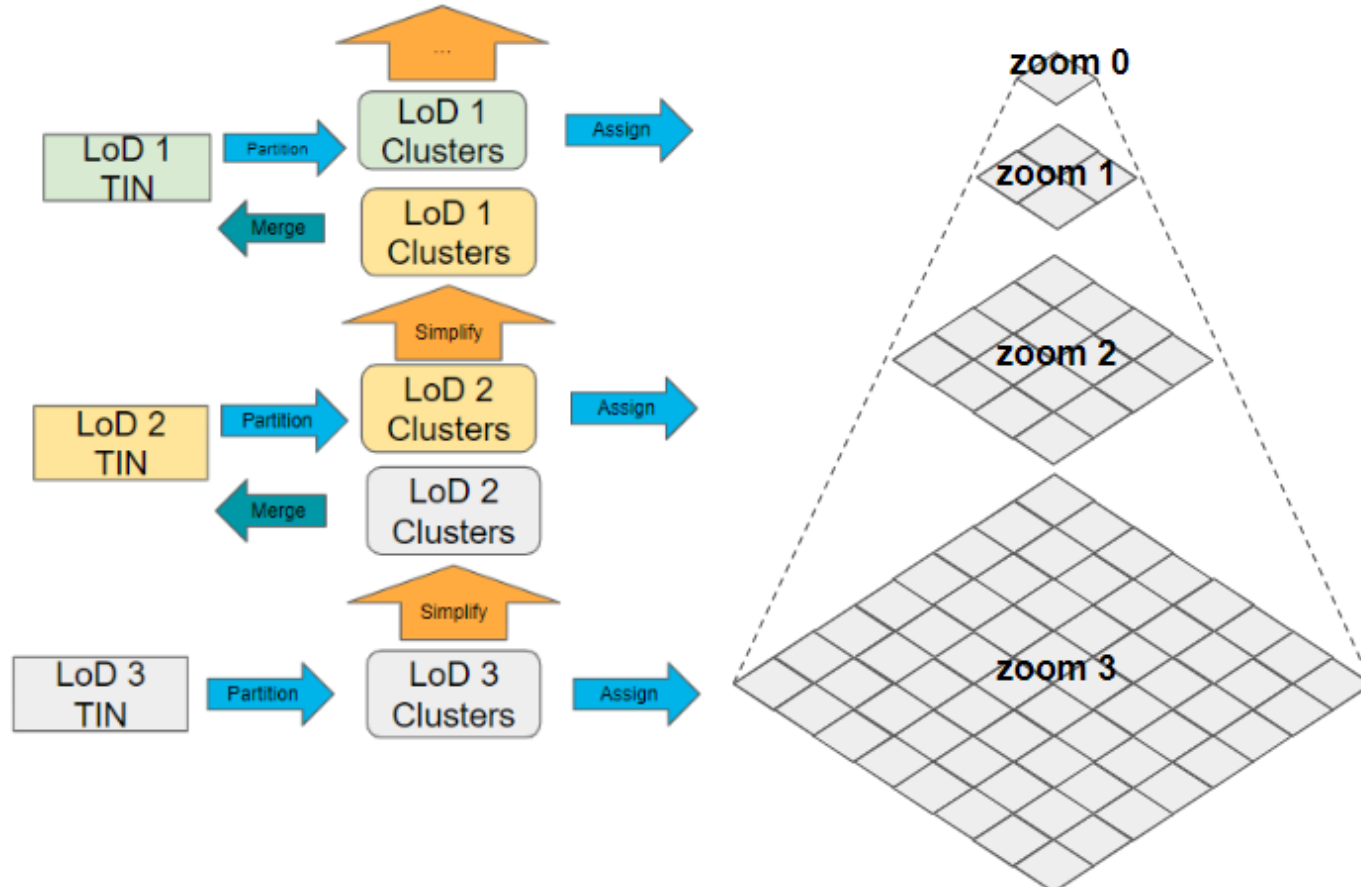 ...
LoD 1
Clusters
Assign
LoD 1
TIN
Partition
Merge
LoD 1
Clusters
Simplify
LoD 2
Clusters
Assign
LoD 2
TIN
Partition
Merge
LoD 2
Clusters
Simplify
LoD 3
Clusters
Assign
LoD 3
TIN
Partition
zoom 0
zoom 1
zoom 2
zoom 3